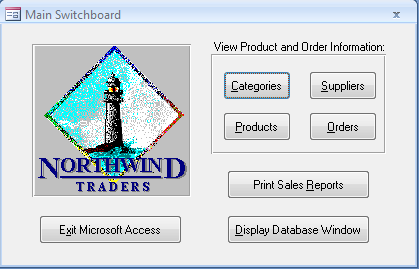 Main Switchboard
View Product and Order Information:
Categories
Suppliers
Products
Orders
NORTHWIND
TRADERS
Print Sales Reports
Exit Microsoft Access
Display Database Window